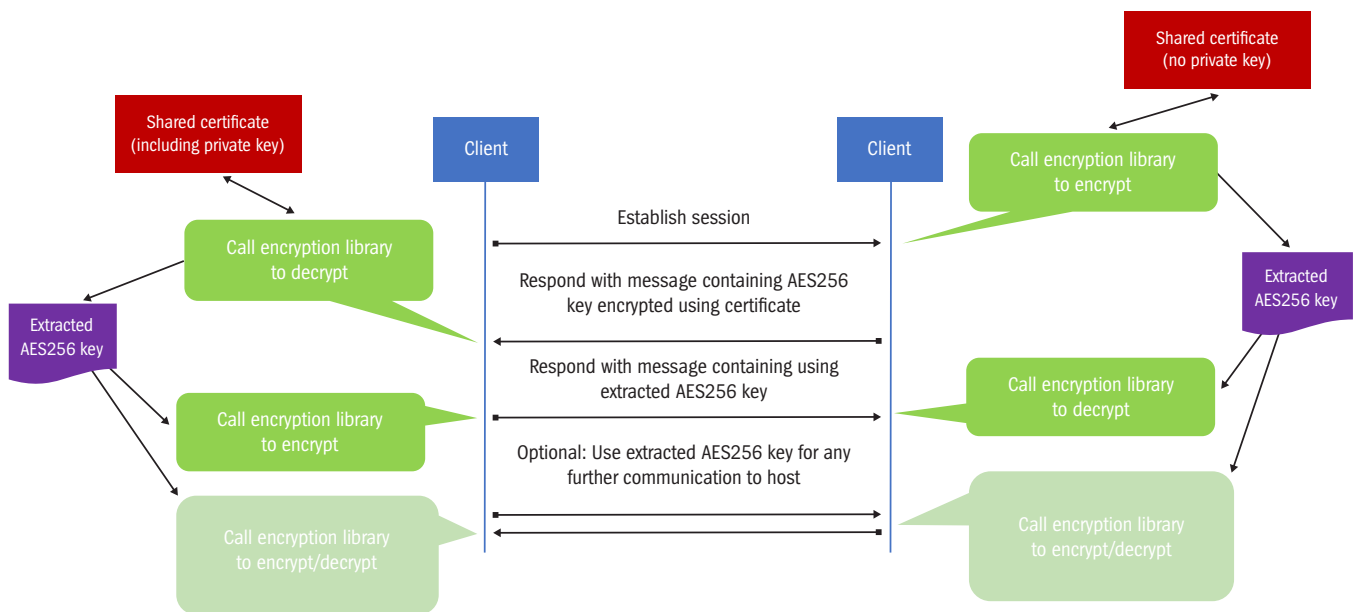 Shared certificate
(no private key)
Shared certificate
(including private key)
Client
Client
Call encryption library
to encrypt
Establish session
Call encryption library
to decrypt
Respond with message containing AES256
key encrypted using certificate
Extracted
AES256 key
Extracted
AES256 key
Respond with message containing using
extracted AES256 key
Call encryption library
to decrypt
Call encryption library
to encrypt
Optional: Use extracted AES256 key for any
further communication to host
Call encryption library
to encrypt/decrypt
Call encryption library
to encrypt/decrypt